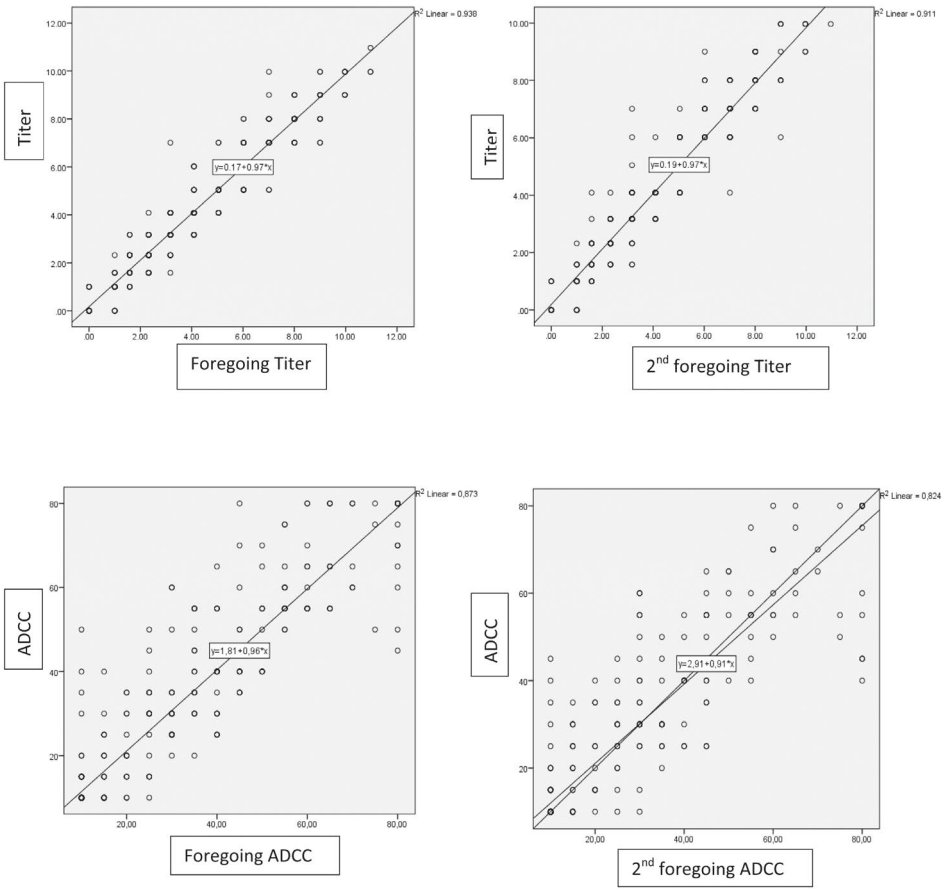 R² Linear = 0.938
12.00
10.00
8.00
6.00
4.00
2.00
.00
Titer
y=0.17+0.97*x
.00 2.00 4.00 6.00 8.00 10.00 12.00
Foregoing Titer
R² Linear = 0.911
10.00
8.00
6.00
4.00
2.00
.00
Titer
y=0.19+0.97*x
.00 2.00 4.00 6.00 8.00 10.00 12.00
2nd foregoing Titer
R² Linear = 0,873
80
60
40
20
ADCC
y=1,81+0,96*x
20,00 40,00 60,00 80,00
Foregoing ADCC
R² Linear = 0,824
80
60
40
20
ADCC
y=2,91+0,91*x
20,00 40,00 60,00 80,00
2nd foregoing ADCC